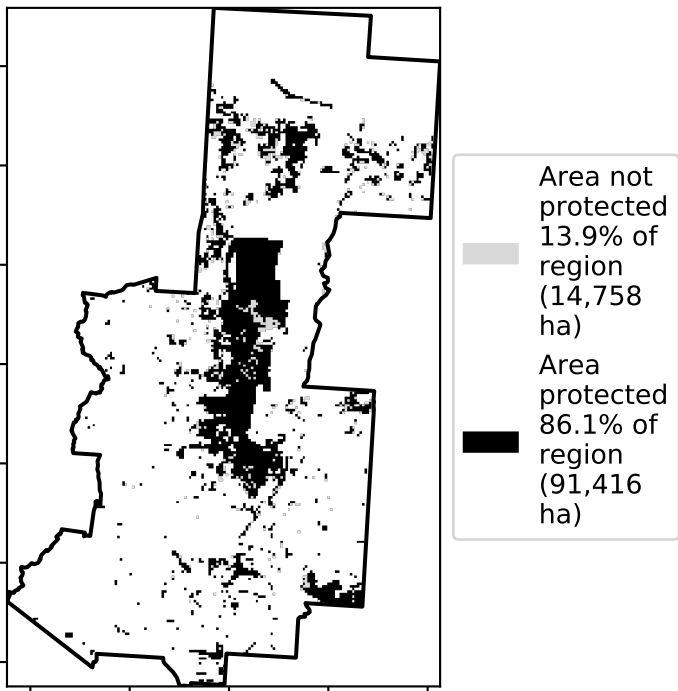 Area not
protected
13.9% of
region
(14,758
ha)
Area
protected
86.1% of
region
(91,416
ha)